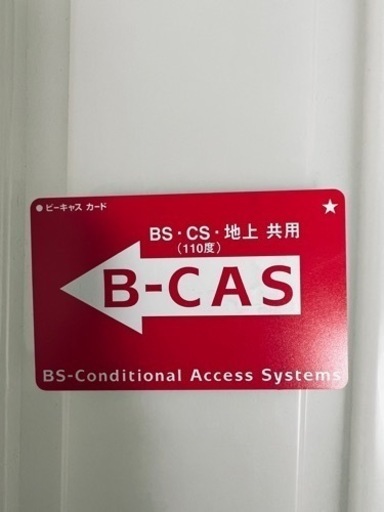 ● ビーキャス カード ★
BS・CS・地上 共用
（110度）
B-CAS
BS-Conditional Access Systems